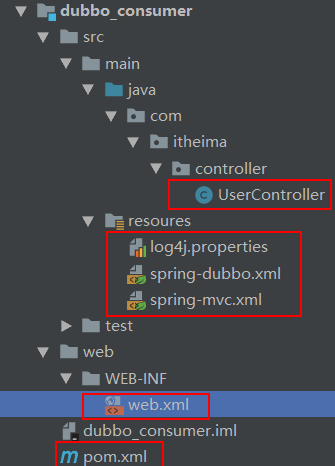 dubbo_consumer
src
main
java
com
itheima
controller
UserController
resoures
log4j.properties
spring-dubbo.xml
spring-mvc.xml
test
web
WEB-INF
web.xml
dubbo_consumer.iml
pom.xml